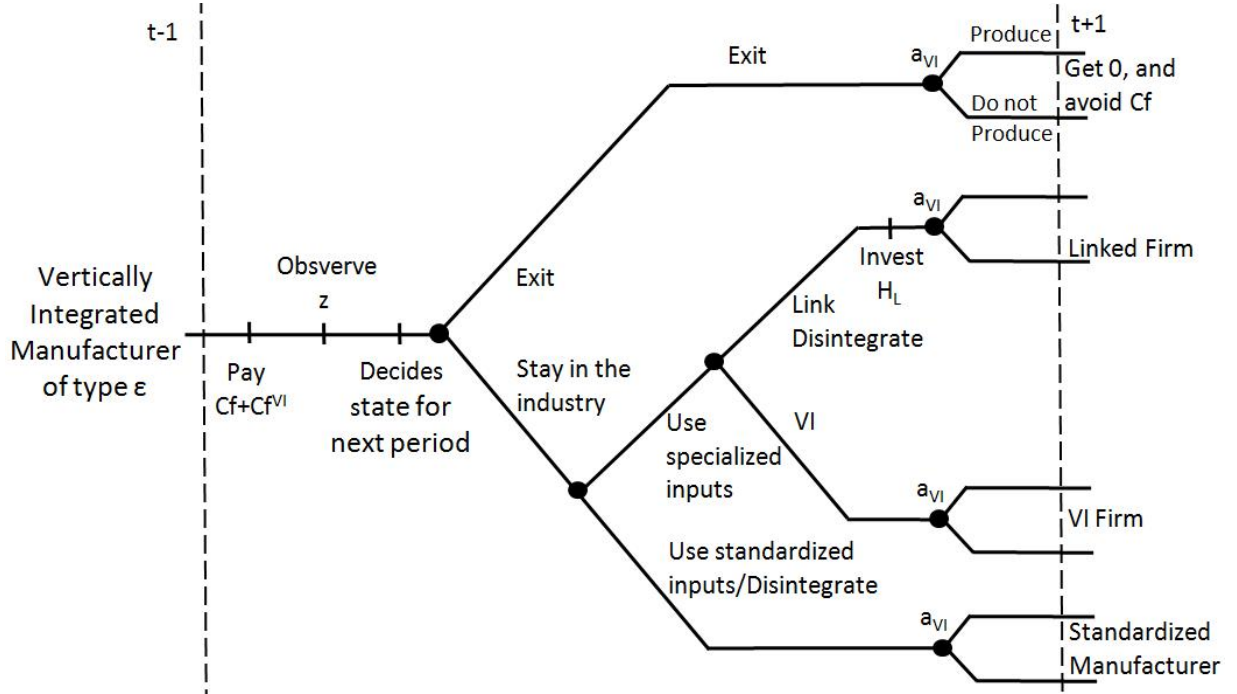 t-1
Exit
a_VI
Produce
Do not
Produce
t+1
Get 0, and
avoid Cf
Vertically
Integrated
Manufacturer
of type ε
Pay
Cf+Cf^VI
Obsverve
z
Decides
state for
next period
Exit
Stay in the
industry
Use
specialized
inputs
Link
Disintegrate
Invest
H_L
a_VI
Linked Firm
VI
a_VI
VI Firm
Use standardized
inputs/Disintegrate
a_VI
Standardized
Manufacturer